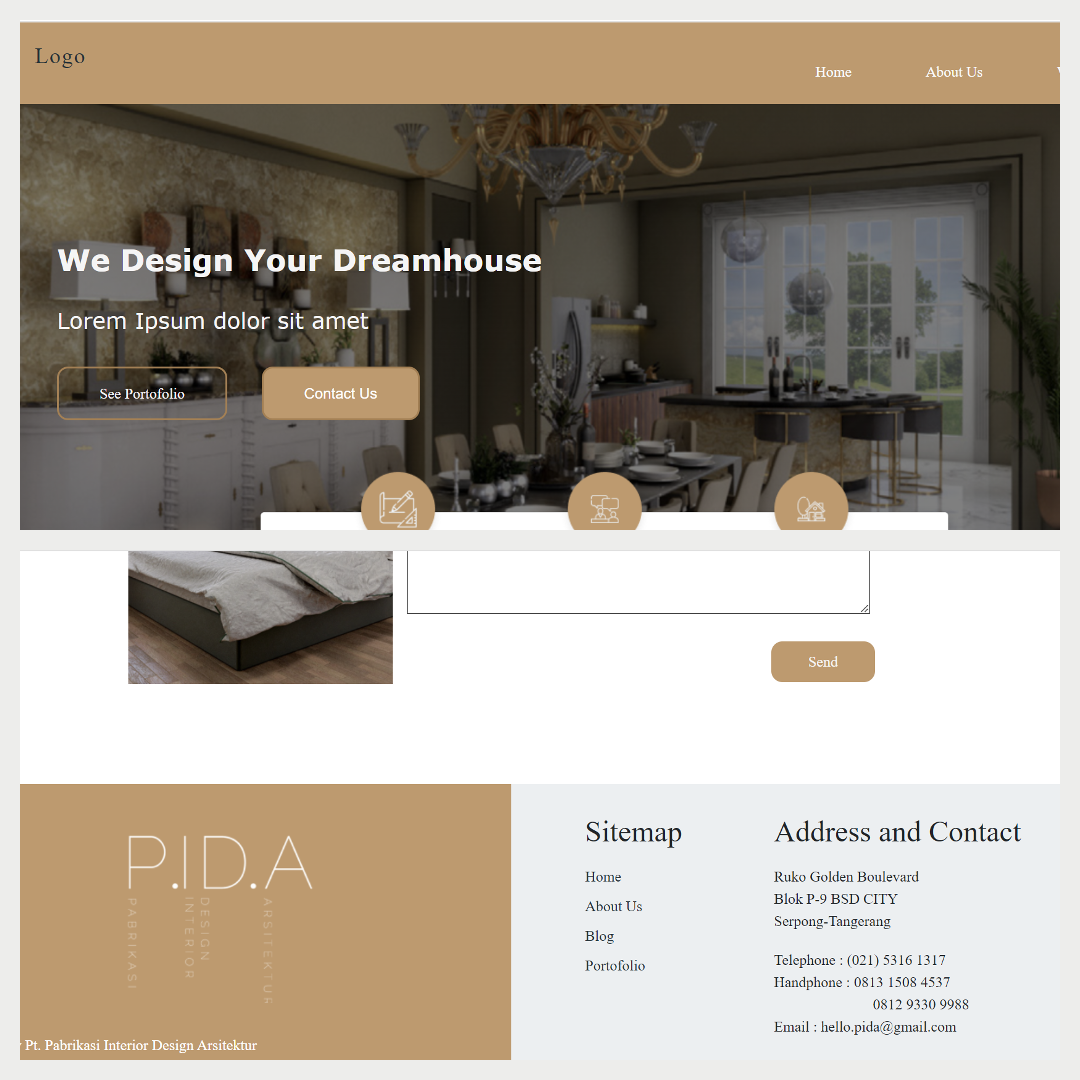 Logo
Home
About Us
We Design Your Dreamhouse
Lorem Ipsum dolor sit amet
See Portofolio
Contact Us
Send
P.ID.A
PABRIKASI
INTERIOR
DESIGN
ARSITEKTUR
Pt. Pabrikasi Interior Design Arsitektur
Sitemap
Home
About Us
Blog
Portofolio
Address and Contact
Ruko Golden Boulevard
Blok P-9 BSD CITY
Serpong-Tangerang
Telephone : (021) 5316 1317
Handphone : 0813 1508 4537
0812 9330 9988
Email : hello.pida@gmail.com